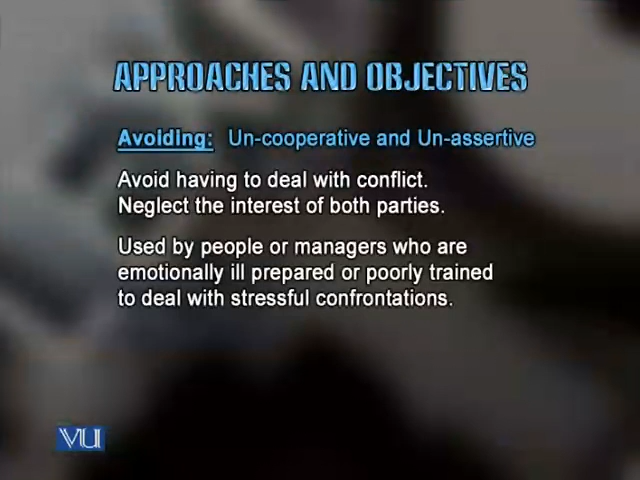 APPROACHES AND OBJECTIVES
Avoiding: Un-cooperative and Un-assertive
Avoid having to deal with conflict.
Neglect the interest of both parties.
Used by people or managers who are
emotionally ill prepared or poorly trained
to deal with stressful confrontations.
VU